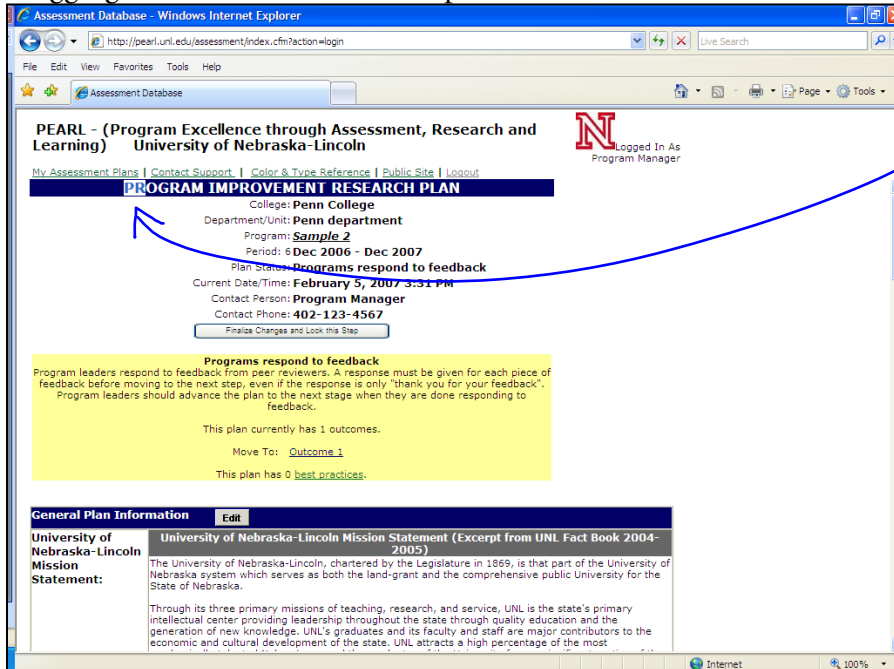 Assessment Database - Windows Internet Explorer
http://pearl.unl.edu/assessment/index.cfm?action=login
Live Search
File Edit View Favorites Tools Help
Assessment Database
Page Tools
PEARL - (Program Excellence through Assessment, Research and
Learning) University of Nebraska-Lincoln
N
Logged In As
Program Manager
My Assessment Plans | Contact Support | Color & Type Reference | Public Site | Logout
PROGRAM IMPROVEMENT RESEARCH PLAN
College: Penn College
Department/Unit: Penn department
Program: Sample 2
Period: 6 Dec 2006 - Dec 2007
Plan Status: Programs respond to feedback
Current Date/Time: February 5, 2007 3:31 PM
Contact Person: Program Manager
Contact Phone: 402-123-4567
Finalize Changes and Lock this Step
Programs respond to feedback
Program leaders respond to feedback from peer reviewers. A response must be given for each piece of
feedback before moving to the next step, even if the response is only "thank you for your feedback".
Program leaders should advance the plan to the next stage when they are done responding to
feedback.
This plan currently has 1 outcomes.
Move To: Outcome 1
This plan has 0 best practices.
General Plan Information Edit
University of
Nebraska-Lincoln
Mission
Statement:
University of Nebraska-Lincoln Mission Statement (Excerpt from UNL Fact Book 2004-
2005)
The University of Nebraska-Lincoln, chartered by the Legislature in 1869, is that part of the University of
Nebraska system which serves as both the land-grant and the comprehensive public University for the
State of Nebraska.
Through its three primary missions of teaching, research, and service, UNL is the state's primary
intellectual center providing leadership throughout the state through quality education and the
generation of new knowledge. UNL's graduates and its faculty and staff are major contributors to the
economic and cultural development of the state. UNL attracts a high percentage of the most
Internet 100%